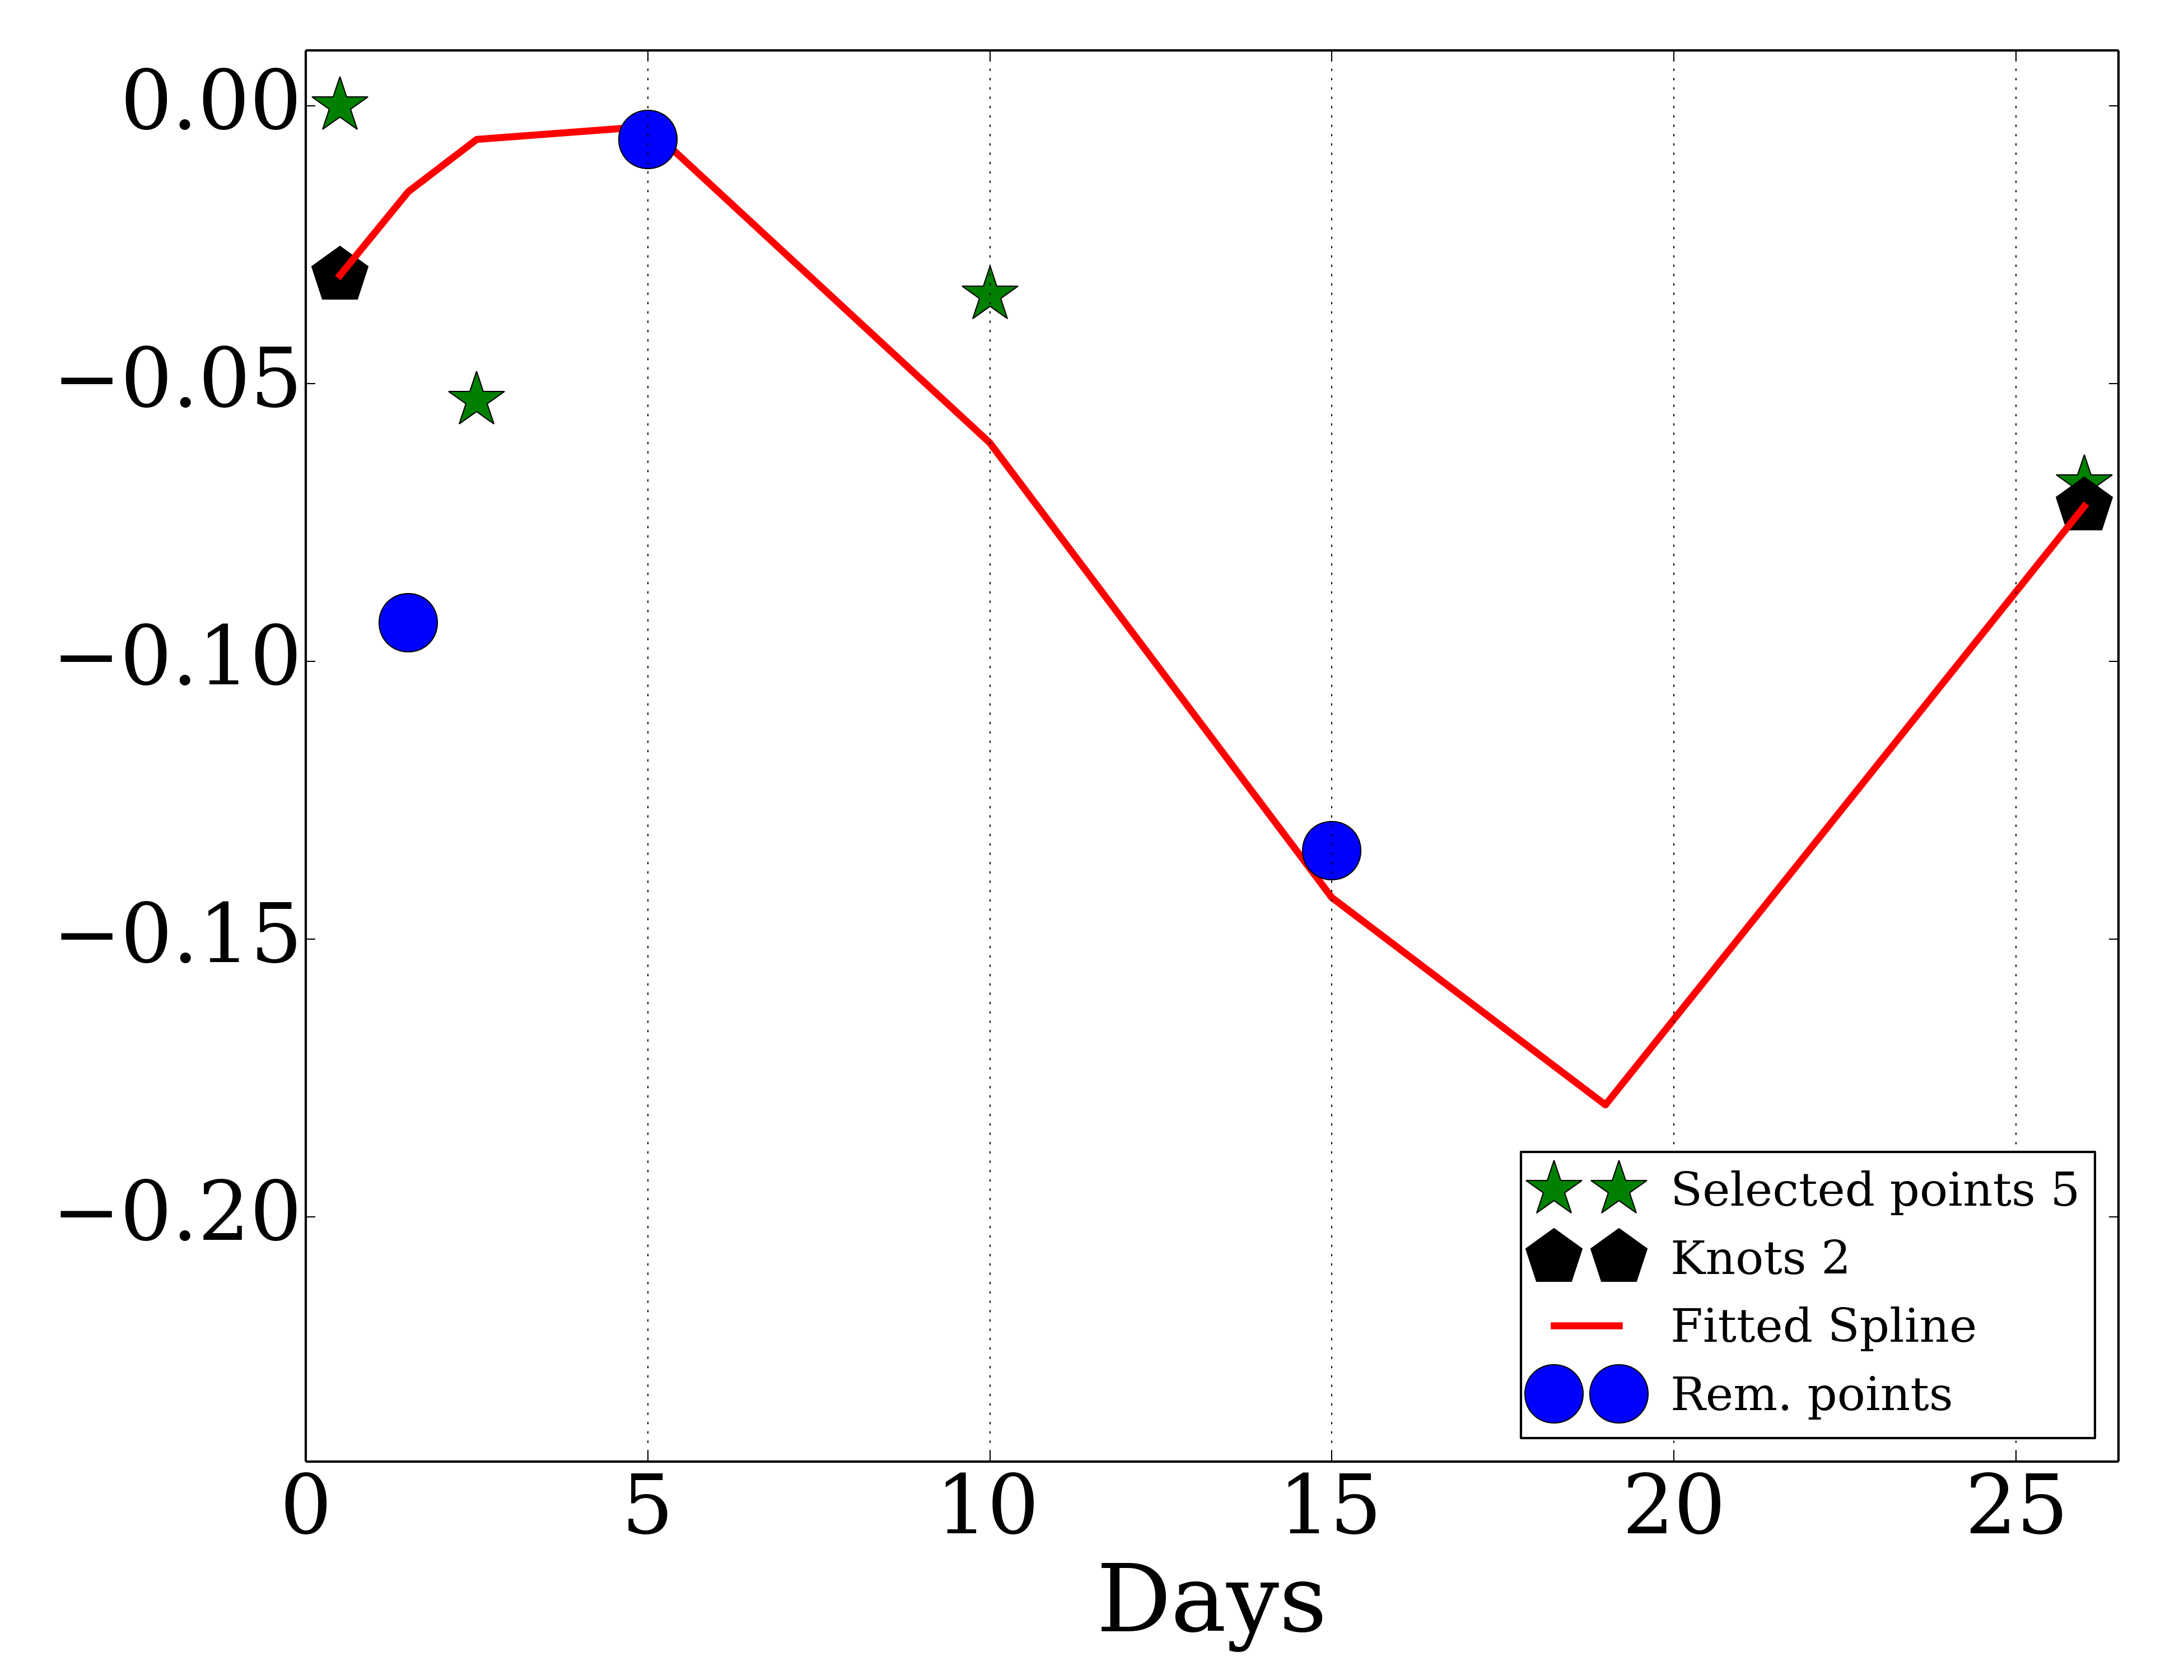 0.00
−0.05
−0.10
−0.15
−0.20
Selected points 5
Knots 2
Fitted Spline
Rem. points
0 5 10 15 20 25
Days